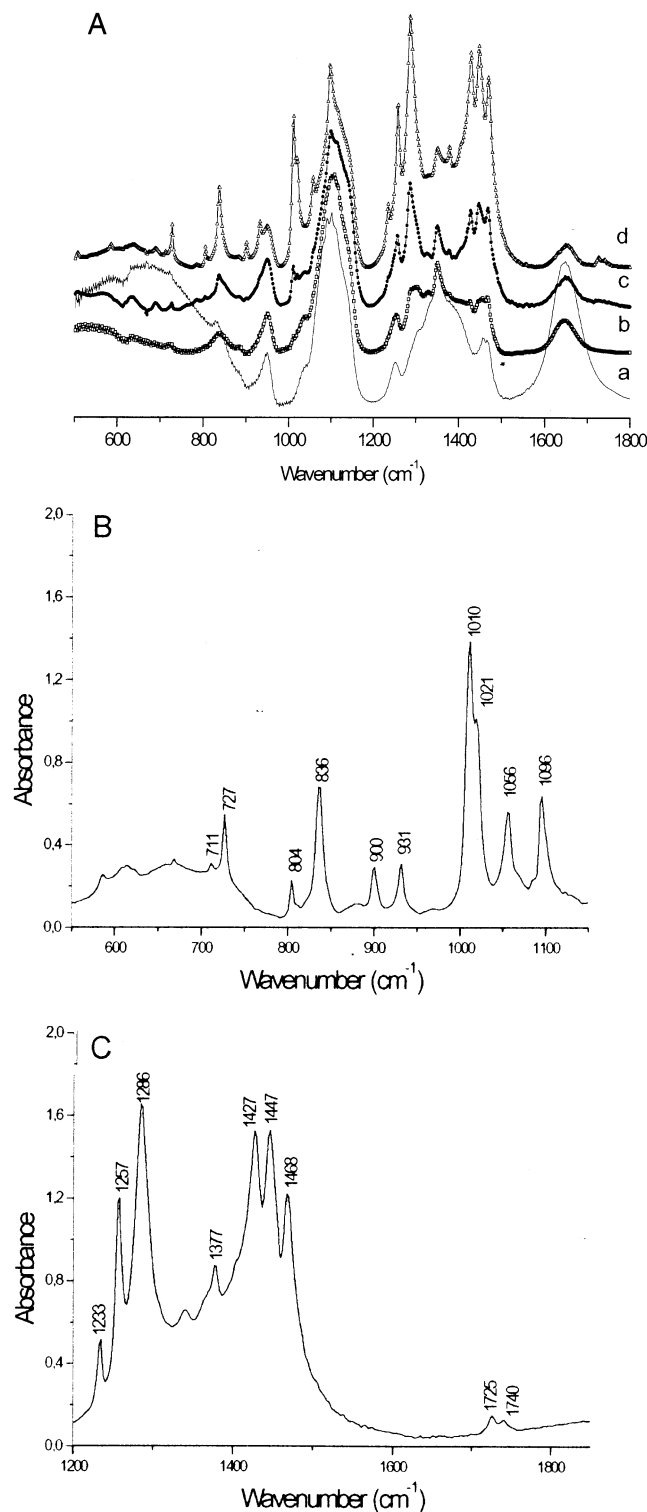 A
d
c
b
a
600 800 1000 1200 1400 1600 1800
Wavenumber (cm-1)
B
2,0
1,6
1,2
0,8
0,4
0,0
Absorbance
711
727
804
836
900
931
1010
1021
1056
1096
600 700 800 900 1000 1100
Wavenumber (cm-1)
C
2,0
1,6
1,2
0,8
0,4
0,0
Absorbance
1233
1257
1286
1377
1427
1447
1468
1725
1740
1200 1400 1600 1800
Wavenumber (cm-1)